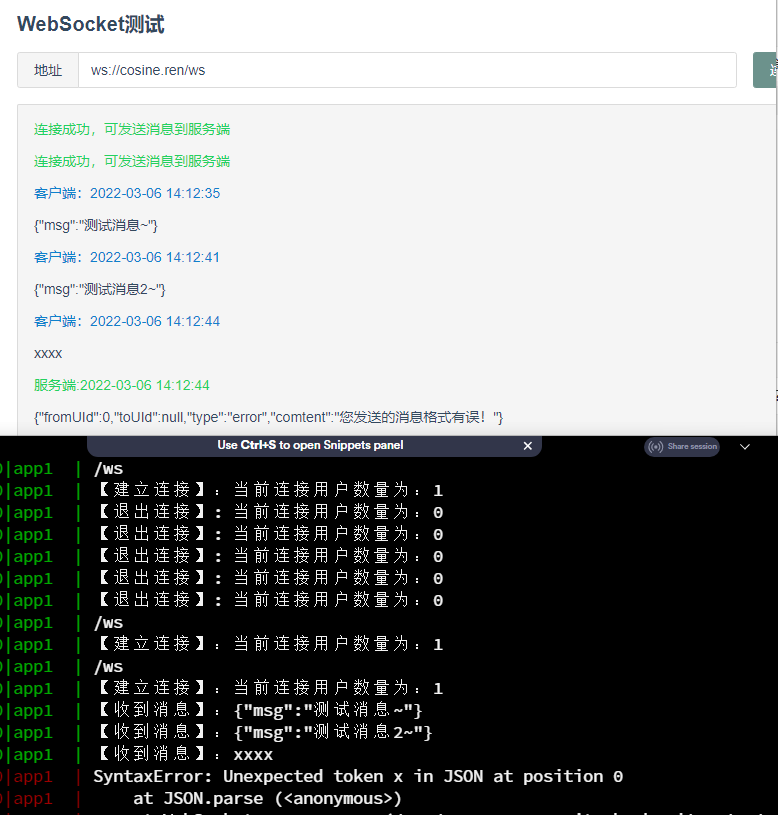 WebSocket测试
地址 ws://cosine.ren/ws
连接成功，可发送消息到服务端
连接成功，可发送消息到服务端
客户端：2022-03-06 14:12:35
{"msg":"测试消息~"}
客户端：2022-03-06 14:12:41
{"msg":"测试消息2~"}
客户端：2022-03-06 14:12:44
xxxx
服务端:2022-03-06 14:12:44
{"fromUId":0,"toUId":null,"type":"error","comtent":"您发送的消息格式有误！"}
Use Ctrl+S to open Snippets panel Share session
0|app1 | /ws
0|app1 | 【建立连接】：当前连接用户数量为：1
0|app1 | 【退出连接】: 当前连接用户数量为：0
0|app1 | 【退出连接】: 当前连接用户数量为：0
0|app1 | 【退出连接】: 当前连接用户数量为：0
0|app1 | 【退出连接】: 当前连接用户数量为：0
0|app1 | 【退出连接】: 当前连接用户数量为：0
0|app1 | /ws
0|app1 | 【建立连接】：当前连接用户数量为：1
0|app1 | /ws
0|app1 | 【建立连接】：当前连接用户数量为：1
0|app1 | 【收到消息】：{"msg":"测试消息~"}
0|app1 | 【收到消息】：{"msg":"测试消息2~"}
0|app1 | 【收到消息】：xxxx
0|app1 | SyntaxError: Unexpected token x in JSON at position 0
0|app1 | at JSON.parse (<anonymous>)